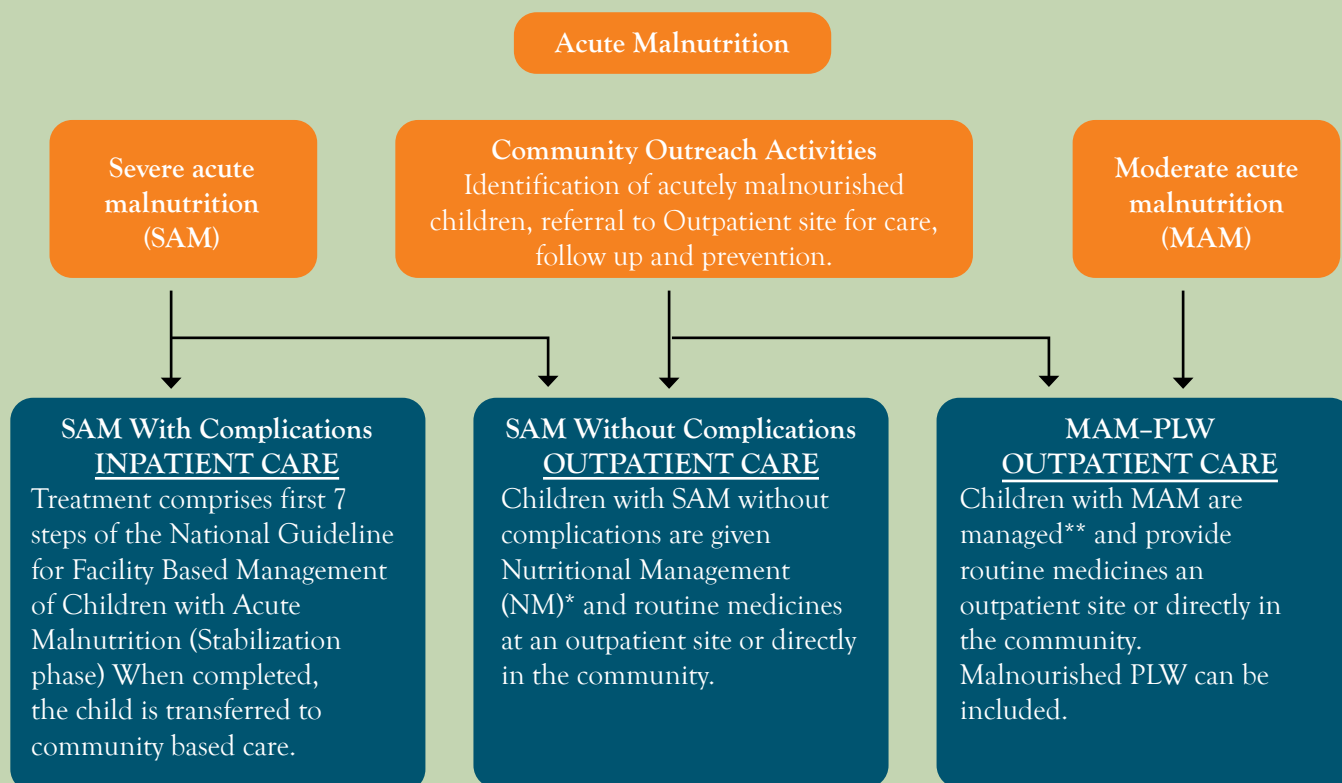 Acute Malnutrition
Severe acute
malnutrition
(SAM)
Community Outreach Activities
Identification of acutely malnourished
children, referral to Outpatient site for care,
follow up and prevention.
Moderate acute
malnutrition
(MAM)
SAM With Complications
INPATIENT CARE
Treatment comprises first 7
steps of the National Guideline
for Facility Based Management
of Children with Acute
Malnutrition (Stabilization
phase) When completed,
the child is transferred to
community based care.
SAM Without Complications
OUTPATIENT CARE
Children with SAM without
complications are given
Nutritional Management
(NM)* and routine medicines
at an outpatient site or directly
in the community.
MAM–PLW
OUTPATIENT CARE
Children with MAM are
managed** and provide
routine medicines an
outpatient site or directly in
the community.
Malnourished PLW can be
included.